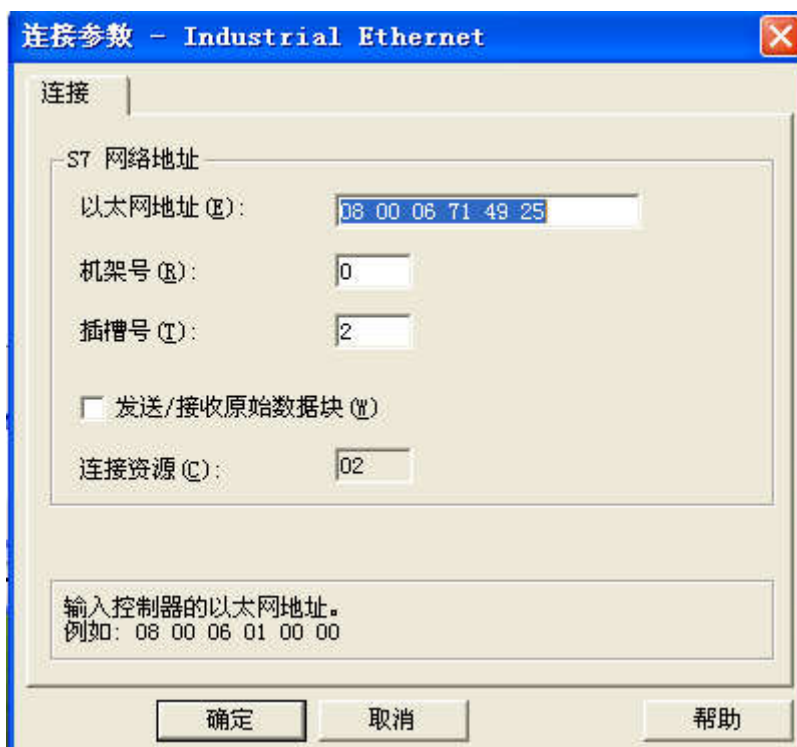 连接参数 - Industrial Ethernet
连接
S7 网络地址
以太网地址(E): 08 00 06 71 49 25
机架号(R): 0
插槽号(T): 2
发送/接收原始数据块(W)
连接资源(C): 02
输入控制器的以太网地址。
例如: 08 00 06 01 00 00
确定 取消 帮助